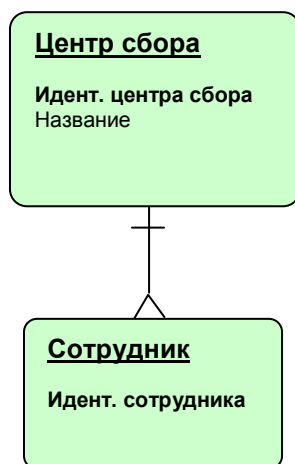 Центр сбора
Идент. центра сбора
Название
Сотрудник
Идент. сотрудника